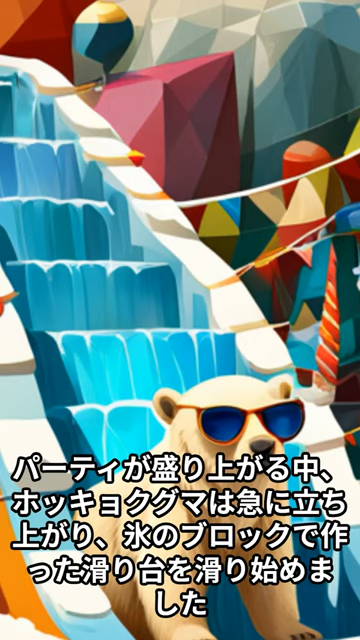 パーティが盛り上がる中、
ホッキョクグマは急に立ち
上がり、氷のブロックで作
った滑り台を滑り始めま
した